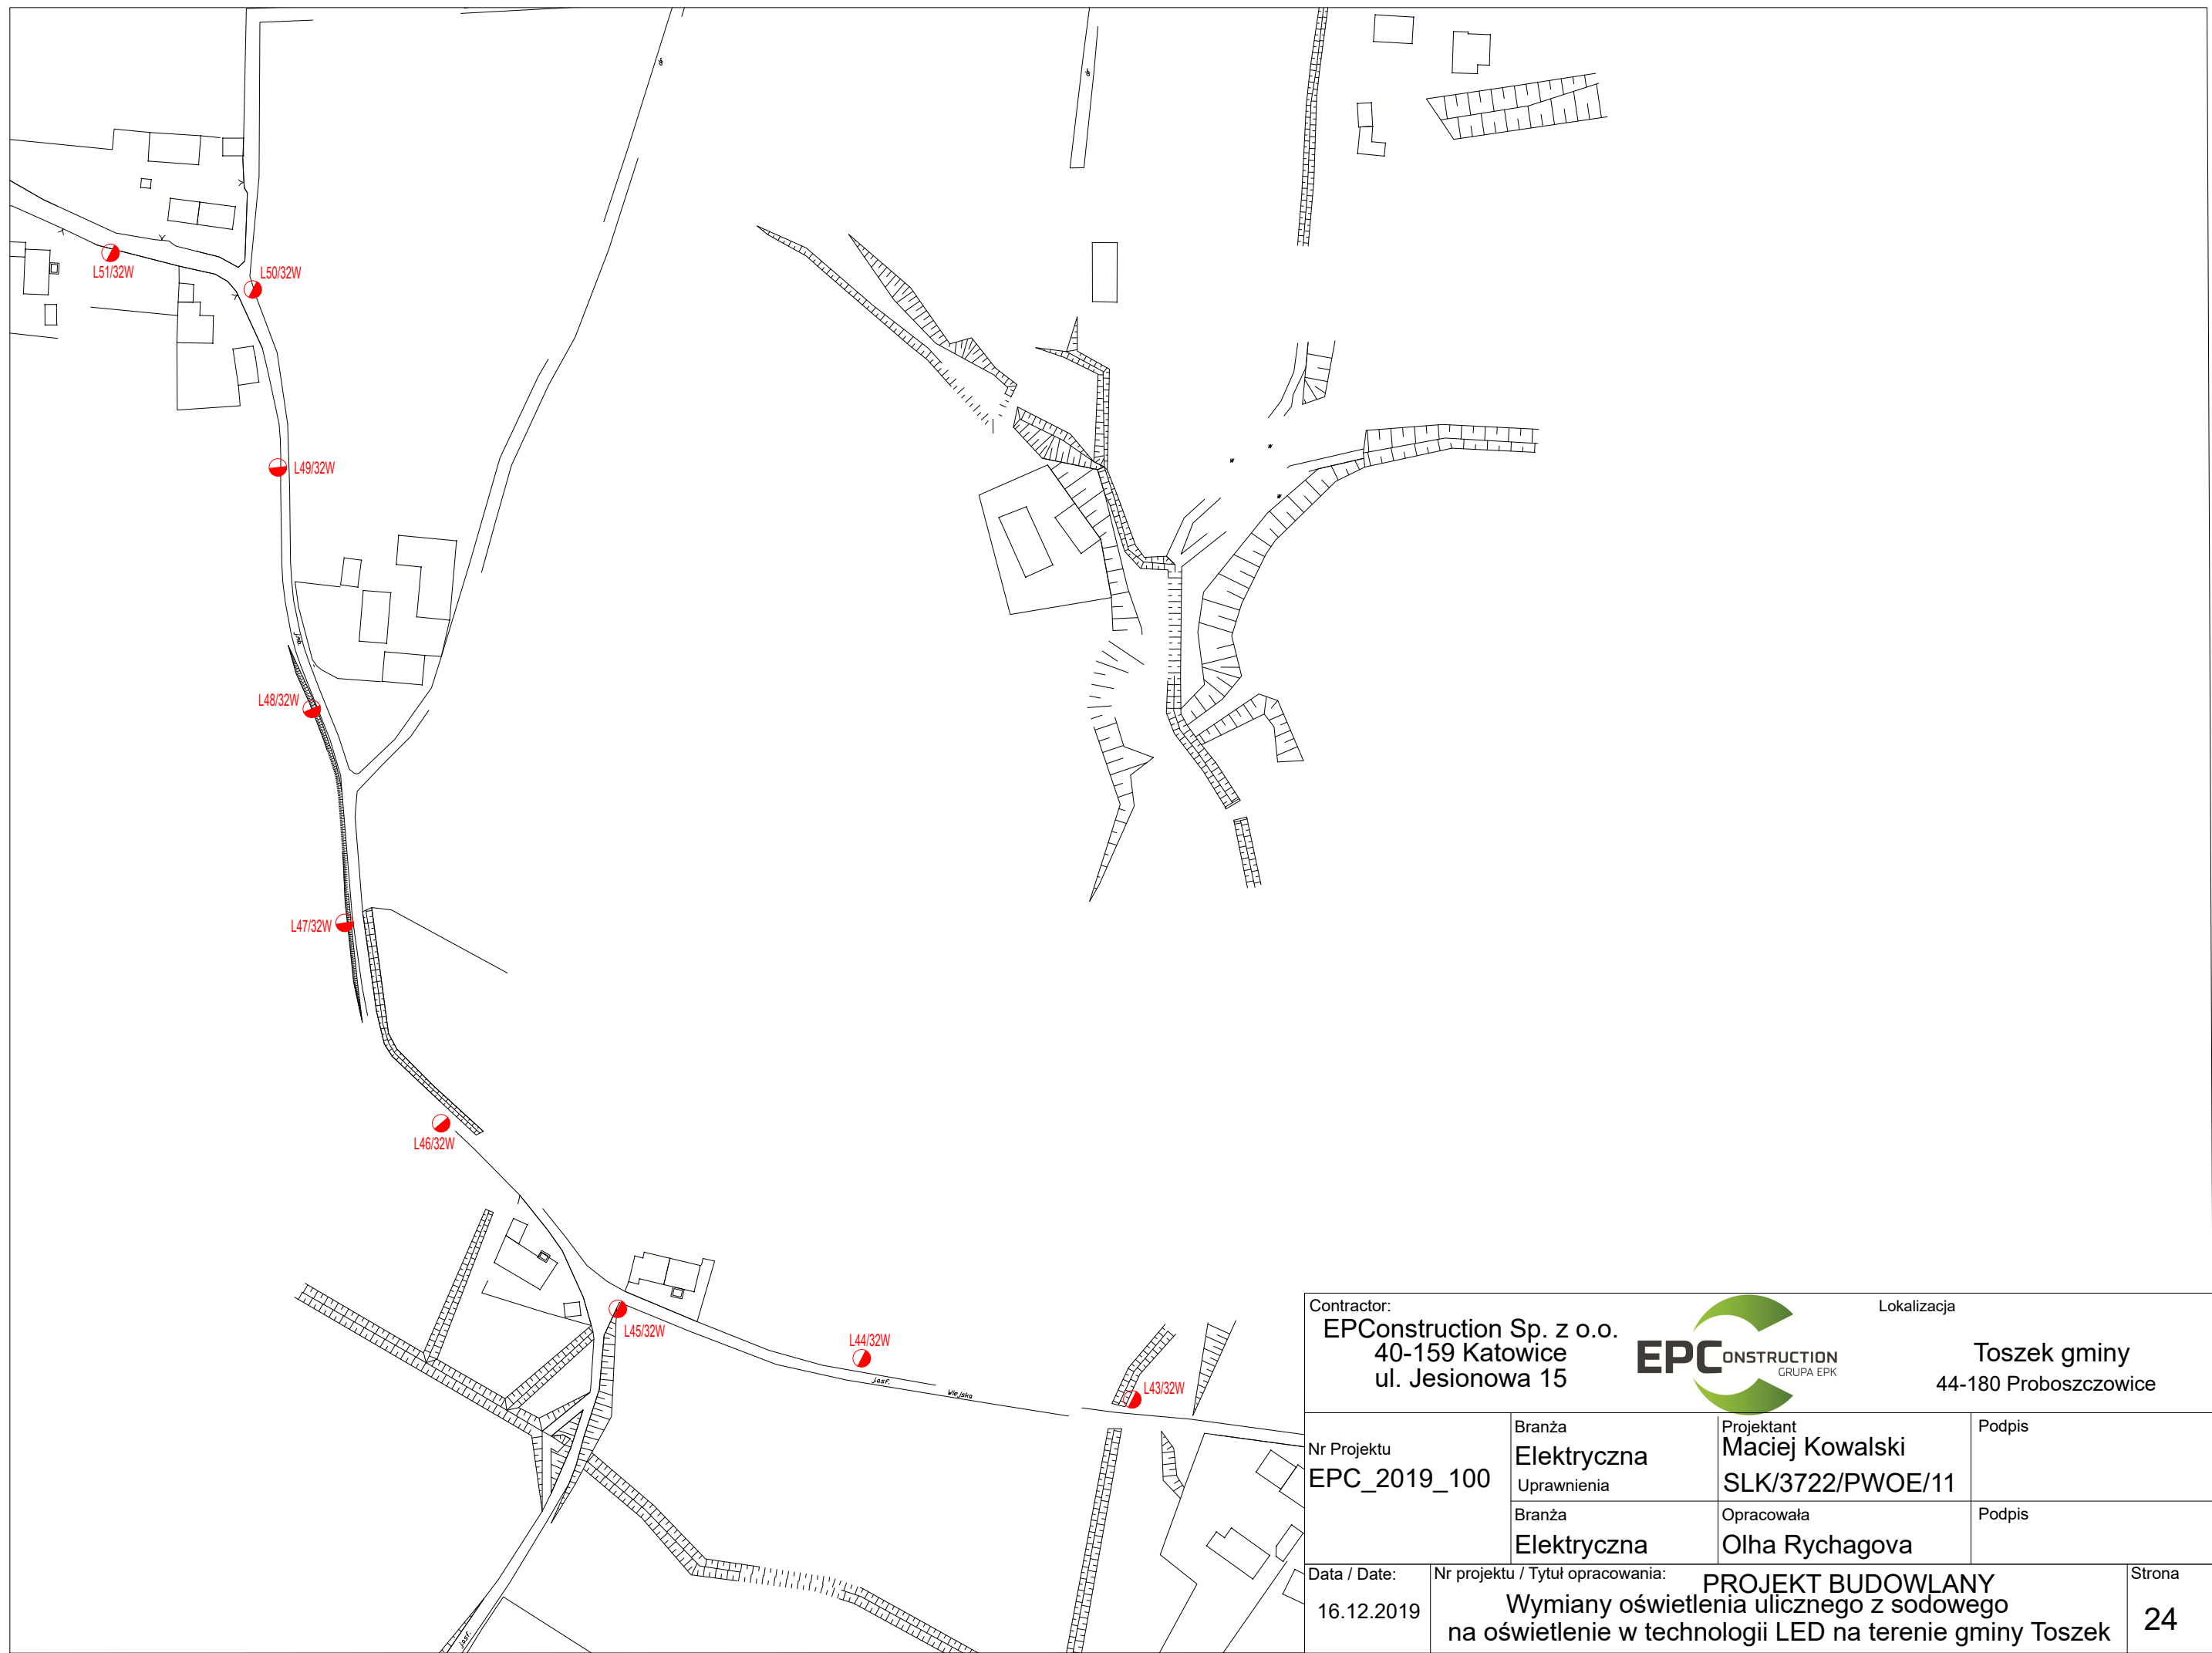 L51/32W
L50/32W
L49/32W
L48/32W
L47/32W
L46/32W
L45/32W
L44/32W
L43/32W
jasf.
Wiejska
jasf.
Contractor:
EPConstruction Sp. z o.o.
40-159 Katowice
ul. Jesionowa 15
EPCONSTRUCTION
GRUPA EPK
Lokalizacja
Toszek gminy
44-180 Proboszczowice
Nr Projektu
EPC_2019_100
Branża
Elektryczna
Uprawnienia
Projektant
Maciej Kowalski
SLK/3722/PWOE/11
Podpis
Branża
Elektryczna
Opracowała
Olha Rychagova
Podpis
Data / Date:
16.12.2019
Nr projektu / Tytuł opracowania:
PROJEKT BUDOWLANY
Wymiany oświetlenia ulicznego z sodowego
na oświetlenie w technologii LED na terenie gminy Toszek
Strona
24